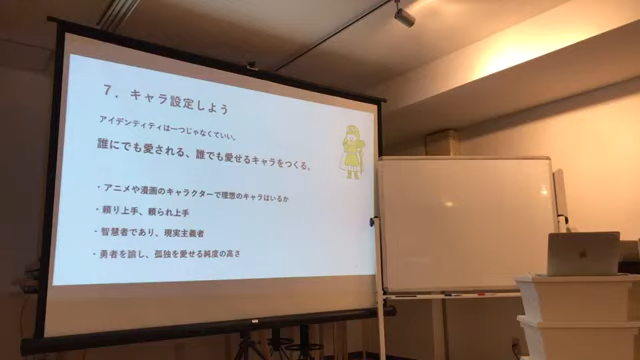 7. キャラ設定しよう
アイデンティティは一つじゃなくていい。
誰にでも愛される、誰でも愛せるキャラをつくる。
・アニメや漫画のキャラクターで理想のキャラはいるか
・頼り上手、頼られ上手
・智慧者であり、現実主義者
・勇者を諭し、孤独を愛せる純度の高さ